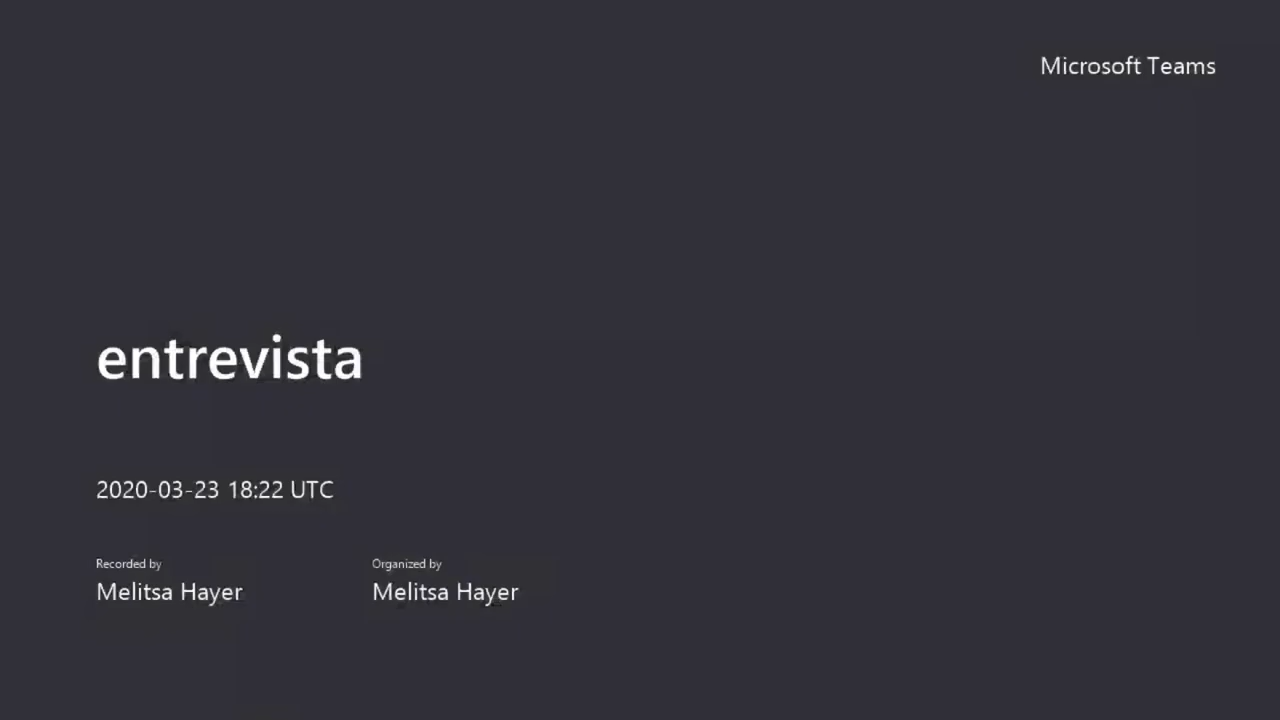 Microsoft Teams
entrevista
2020-03-23 18:22 UTC
Recorded by
Melitsa Hayer
Organized by
Melitsa Hayer